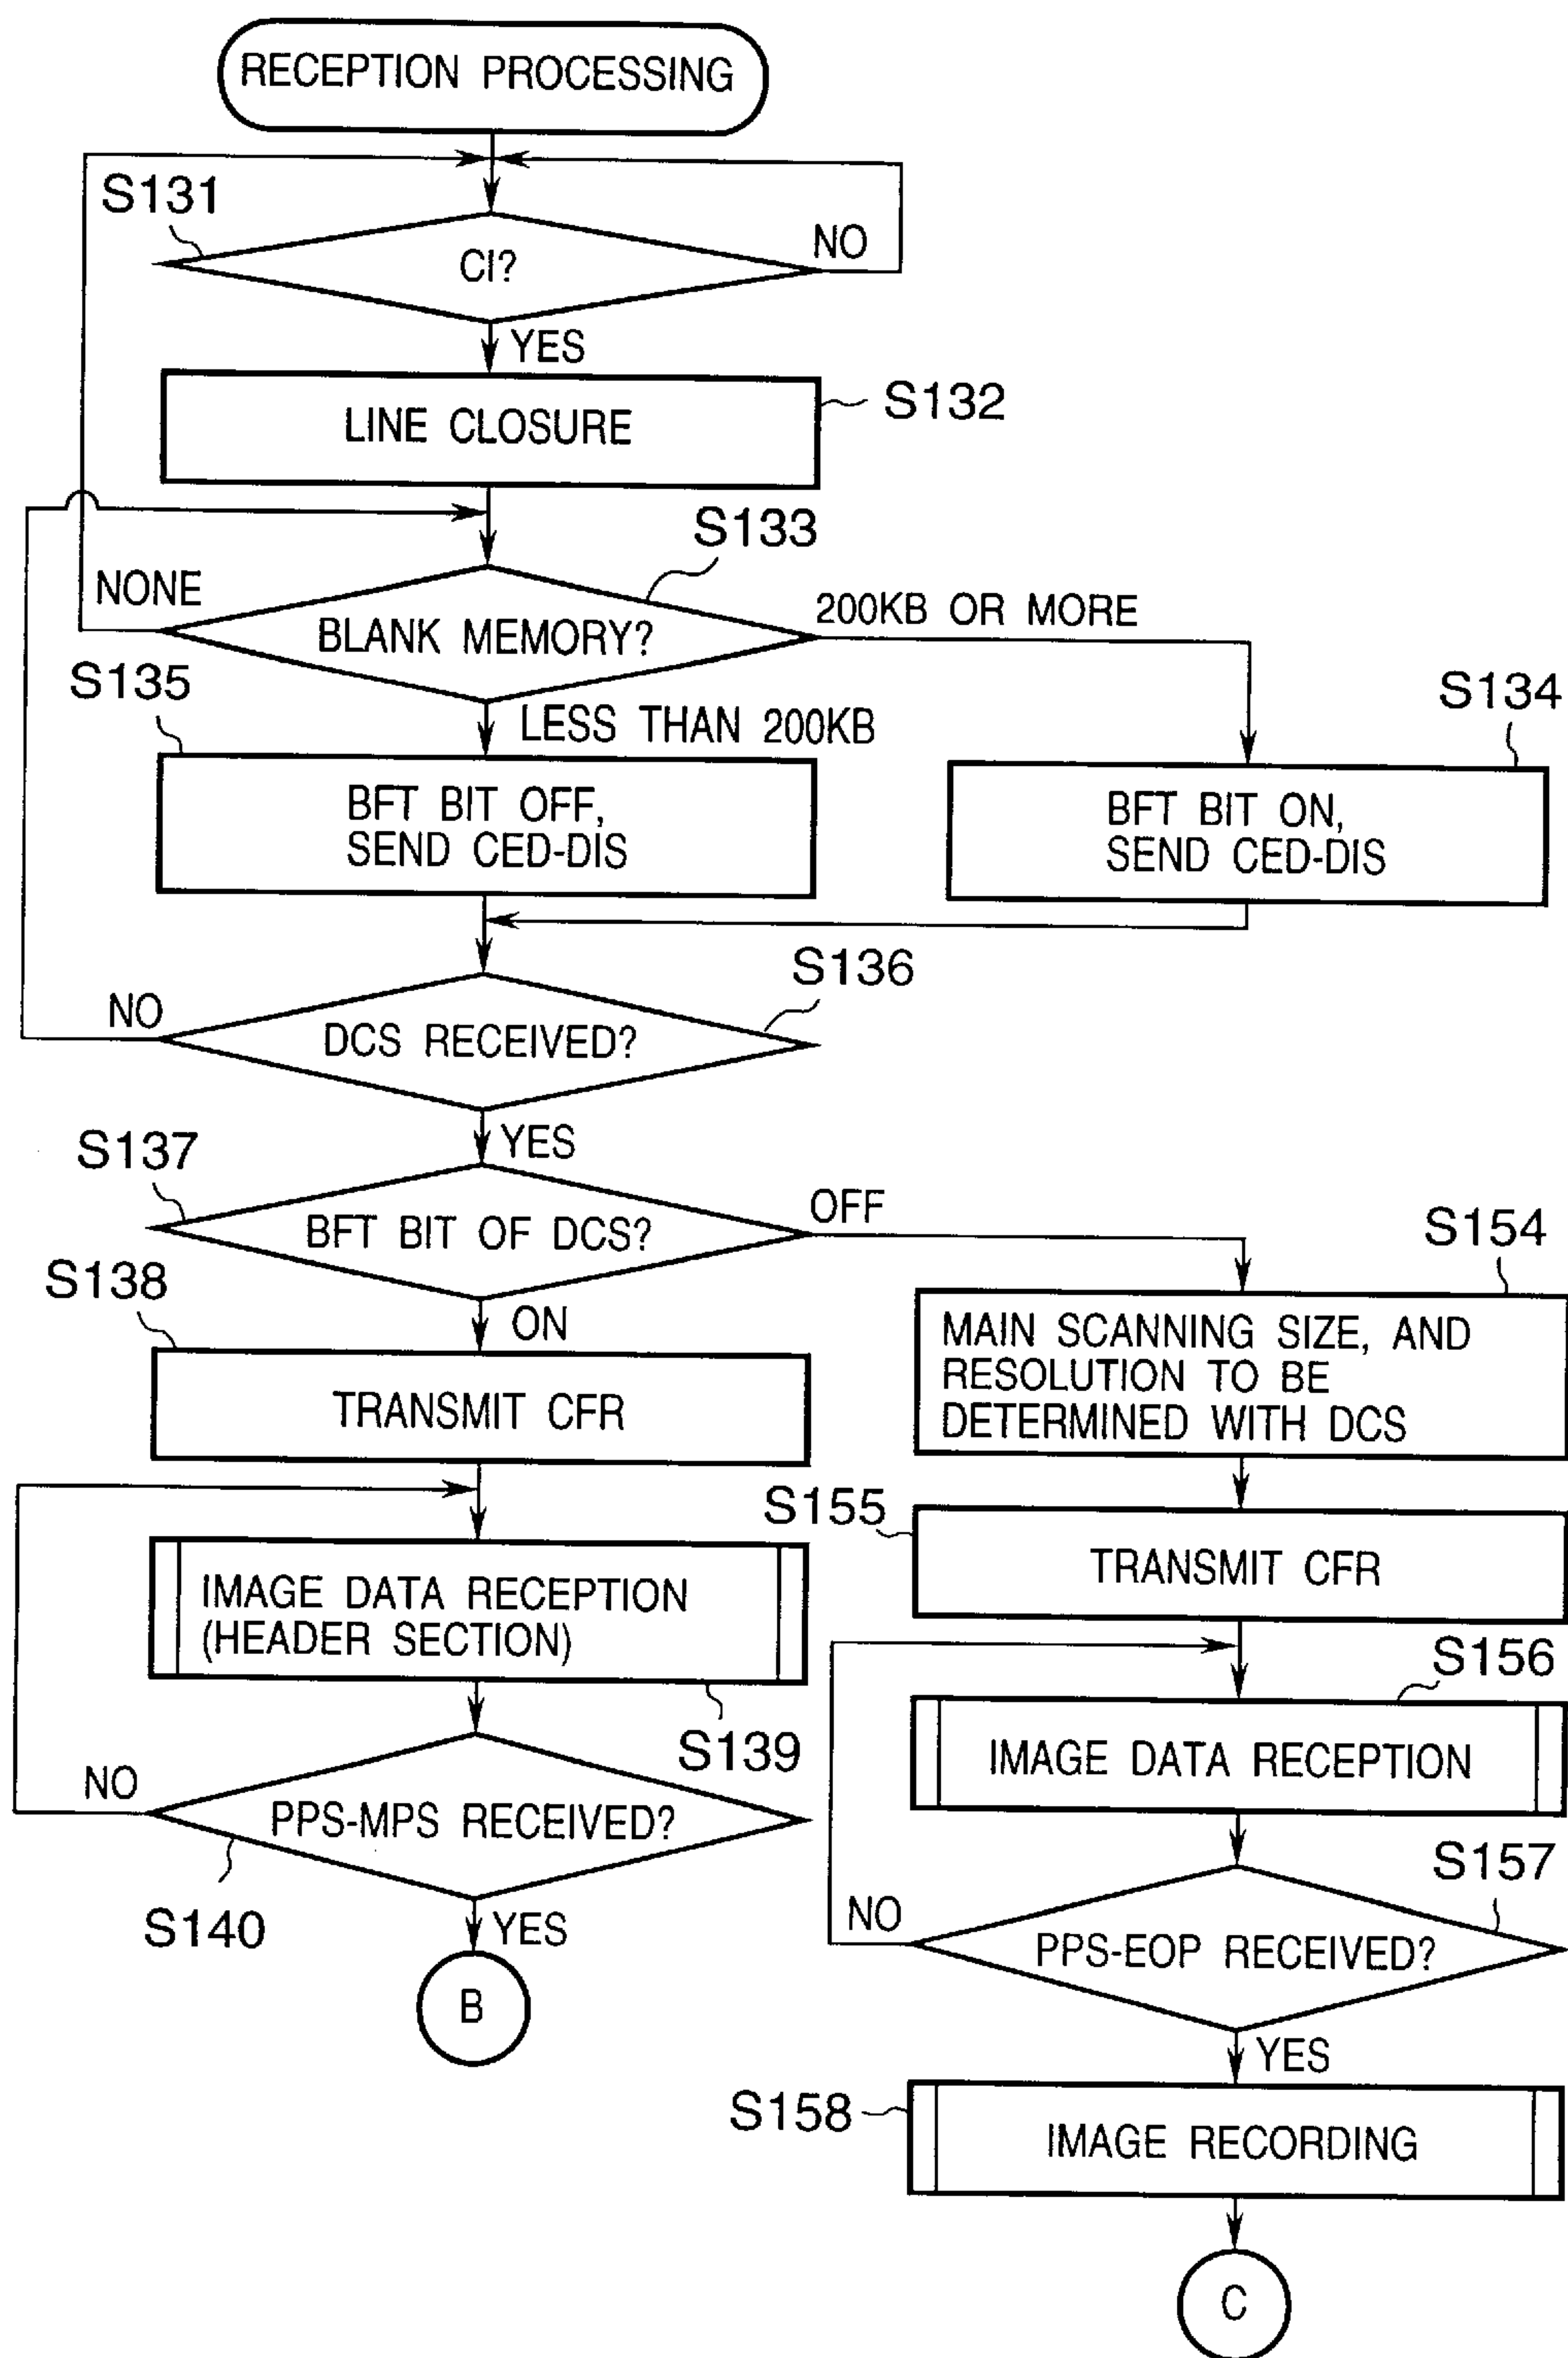 RECEPTION PROCESSING
S131
CI?
NO
YES
LINE CLOSURE
S132
S133
NONE
BLANK MEMORY?
200KB OR MORE
S135
LESS THAN 200KB
S134
BFT BIT OFF,
SEND CED-DIS
BFT BIT ON,
SEND CED-DIS
S136
NO
DCS RECEIVED?
YES
S137
BFT BIT OF DCS?
OFF
S154
S138
ON
MAIN SCANNING SIZE, AND
RESOLUTION TO BE
DETERMINED WITH DCS
TRANSMIT CFR
S155
TRANSMIT CFR
IMAGE DATA RECEPTION
(HEADER SECTION)
S139
S156
IMAGE DATA RECEPTION
NO
PPS-MPS RECEIVED?
S140
YES
B
S157
NO
PPS-EOP RECEIVED?
YES
S158
IMAGE RECORDING
C